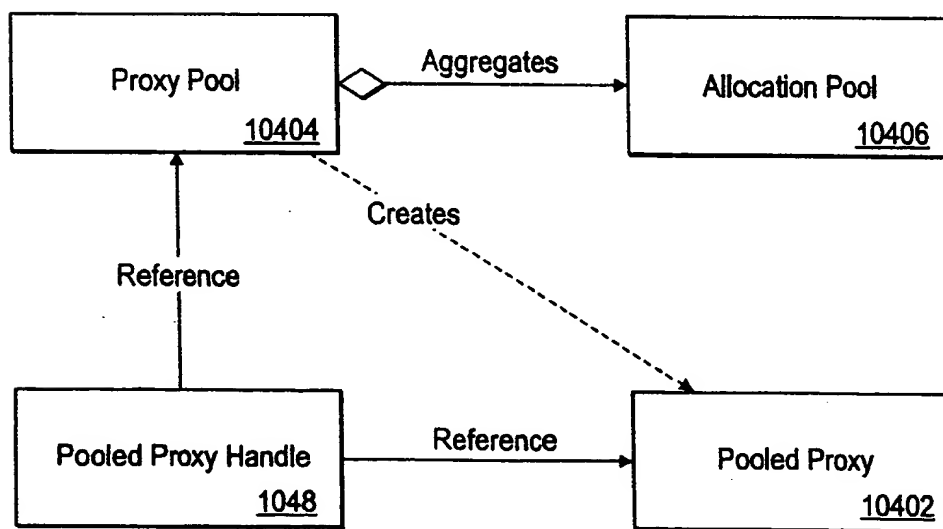 Proxy Pool
10404
Aggregates
Allocation Pool
10406
Creates
Reference
Pooled Proxy Handle
1048
Reference
Pooled Proxy
10402